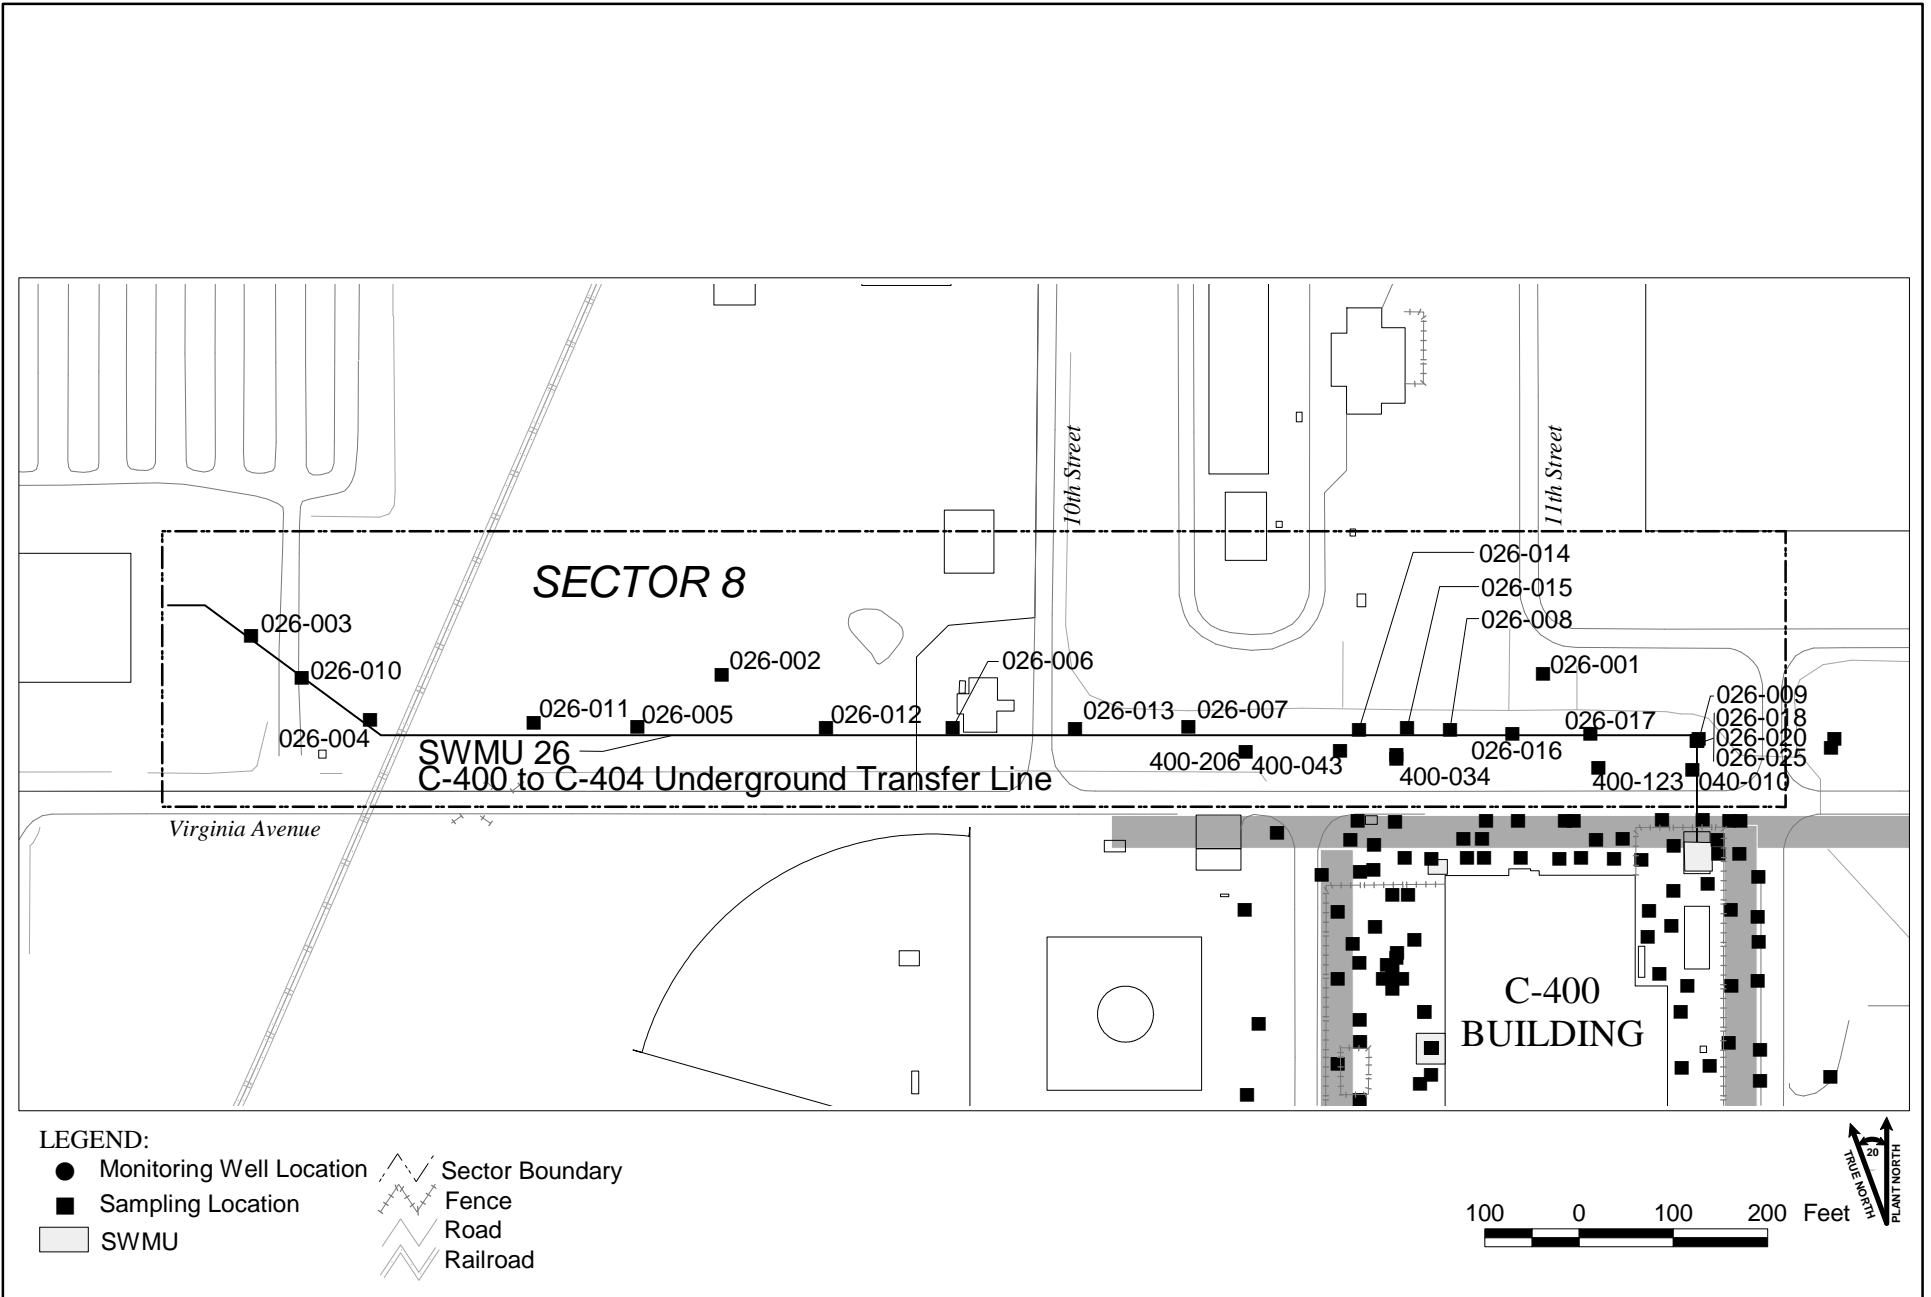 10th Street
11th Street
026-014
SECTOR 8
026-015
026-003
026-008
026-010
026-002
026-006
026-001
026-009
026-011
026-005
026-012
026-013
026-007
026-017
026-018
026-004
026-016
026-020
SWMU 26
400-206
400-043
026-025
C-400 to C-404 Underground Transfer Line
400-034
400-123
040-010
Virginia Avenue
C-400
BUILDING
LEGEND:
Monitoring Well Location
Sector Boundary
Sampling Location
Fence
SWMU
Road
Railroad
100 0 100 200 Feet
20
TRUE NORTH
PLANT NORTH